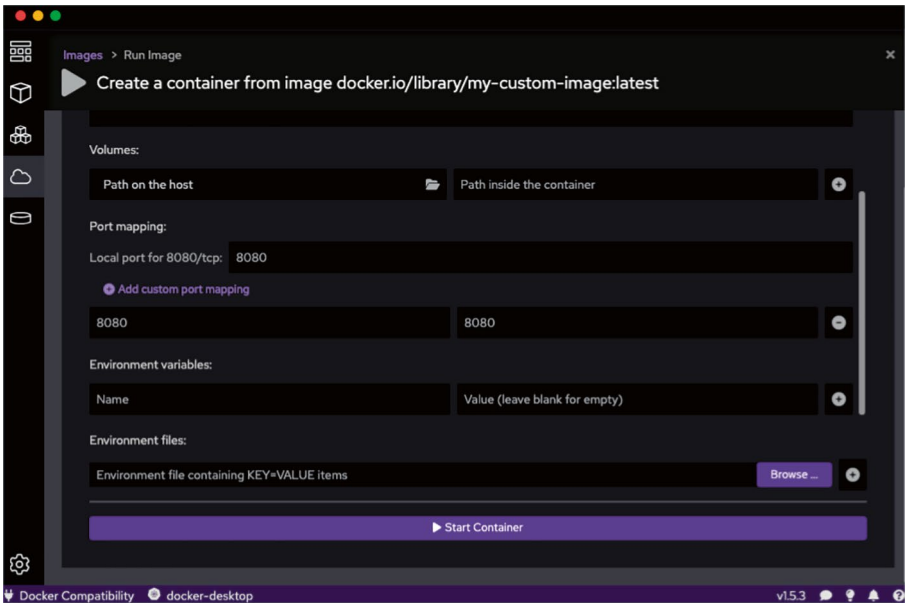 Images > Run Image
Create a container from image docker.io/library/my-custom-image:latest
Volumes:
Path on the host Path inside the container
Port mapping:
Local port for 8080/tcp: 8080
Add custom port mapping
8080 8080
Environment variables:
Name Value (leave blank for empty)
Environment files:
Environment file containing KEY=VALUE items Browse ...
Start Container
Docker Compatibility docker-desktop v1.5.3